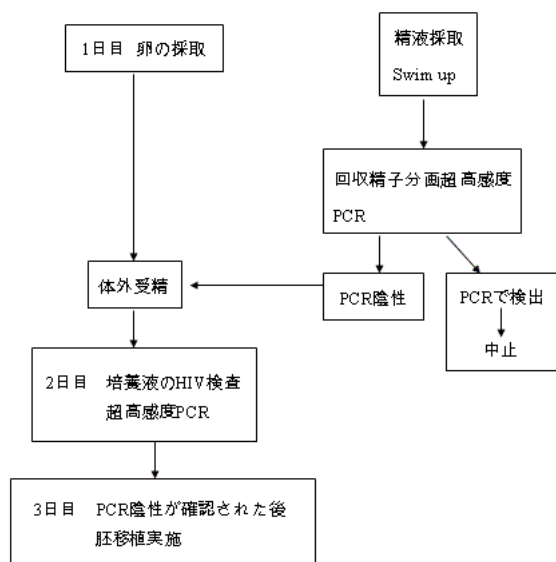 1日目 卵の採取
精液採取
Swim up
回収精子分画超高感度
PCR
体外受精
PCR陰性
PCRで検出
中止
2日目 培養液のHIV検査
超高感度PCR
3日目 PCR陰性が確認された後
胚移植実施